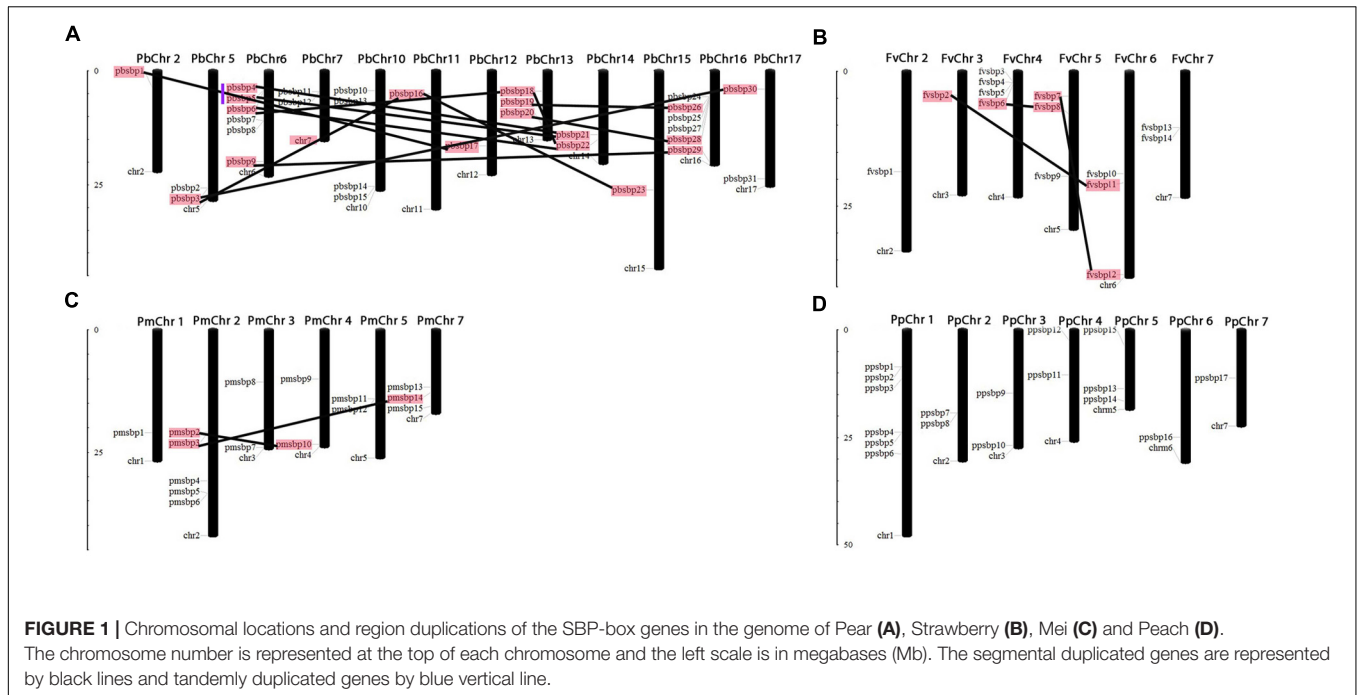 A
PbChr 2 PbChr 5 PbChr6 PbChr7 PbChr10 PbChr11 PbChr12 PbChr13 PbChr14 PbChr15 PbChr16 PbChr17
0
25
pbsbp1
chr2
pbsbp2
pbsbp3
chr5
pbsbp4
pbsbp5
pbsbp6
pbsbp7
pbsbp8
pbsbp9
chr6
pbsbp11
pbsbp12
chr7
pbsbp10
pbsbp13
pbsbp14
pbsbp15
chr10
pbsbp16
chr11
pbsbp17
chr12
pbsbp18
pbsbp19
pbsbp20
chr13
pbsbp21
pbsbp22
chr14
pbsbp23
chr15
pbsbp24
pbsbp26
pbsbp25
pbsbp27
pbsbp28
pbsbp29
chr16
pbsbp30
pbsbp31
chr17
B
FvChr 2 FvChr 3 FvChr4 FvChr 5 FvChr 6 FvChr 7
0
25
fvsbp1
chr2
fvsbp2
chr3
fvsbp3
fvsbp4
fvsbp5
fvsbp6
chr4
fvsbp7
fvsbp8
fvsbp9
chr5
fvsbp10
fvsbp11
fvsbp12
chr6
fvsbp13
fvsbp14
chr7
C
PmChr 1 PmChr 2 PmChr 3 PmChr 4 PmChr 5 PmChr 7
0
25
pmsbp1
chr1
pmsbp2
pmsbp3
pmsbp4
pmsbp5
pmsbp6
chr2
pmsbp8
pmsbp7
chr3
pmsbp9
pmsbp10
chr4
pmsbp11
pmsbp12
chr5
pmsbp13
pmsbp14
pmsbp15
chr7
D
PpChr 1 PpChr 2 PpChr 3 PpChr 4 PpChr 5 PpChr 6 PpChr 7
0
25
50
ppsbp1
ppsbp2
ppsbp3
ppsbp4
ppsbp5
ppsbp6
chr1
ppsbp7
ppsbp8
chr2
ppsbp9
ppsbp10
chr3
ppsbp12
ppsbp11
chr4
ppsbp15
ppsbp13
ppsbp14
chrm5
ppsbp16
chrm6
ppsbp17
chr7
FIGURE 1 | Chromosomal locations and region duplications of the SBP-box genes in the genome of Pear (A), Strawberry (B), Mei (C) and Peach (D).
The chromosome number is represented at the top of each chromosome and the left scale is in megabases (Mb). The segmental duplicated genes are represented
by black lines and tandemly duplicated genes by blue vertical line.